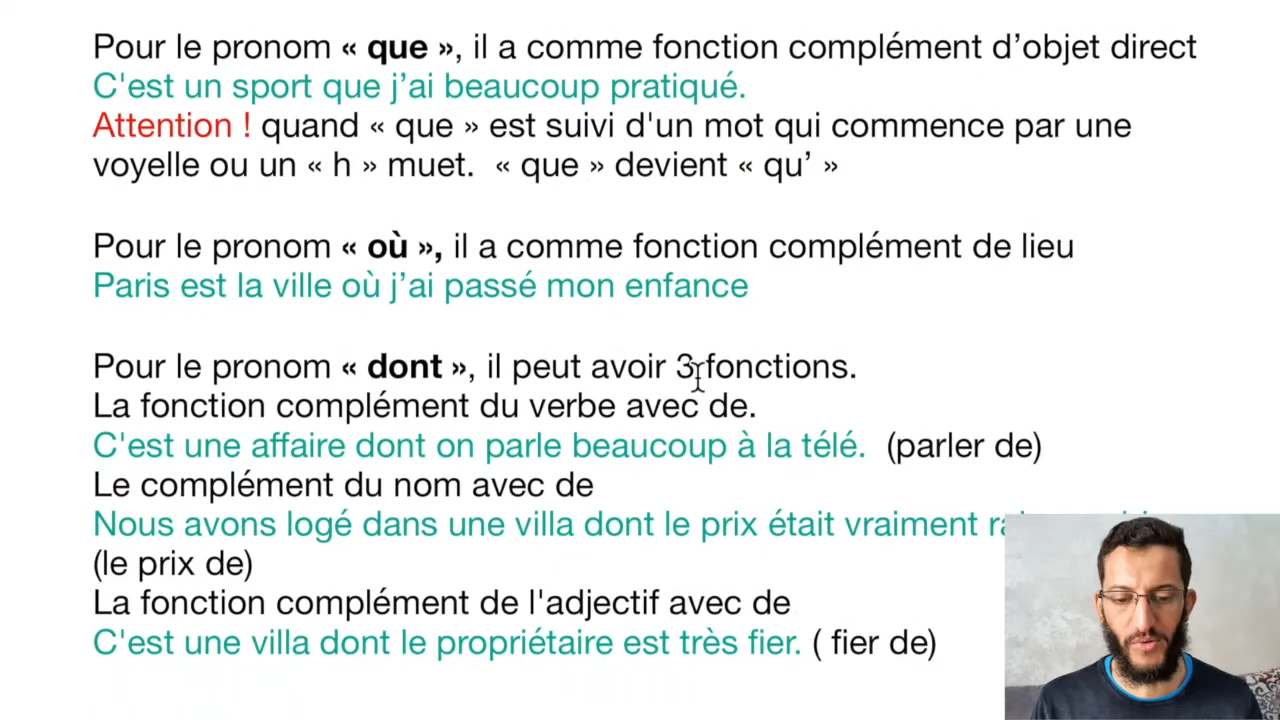 Pour le pronom « que », il a comme fonction complément d’objet direct
C'est un sport que j’ai beaucoup pratiqué.
Attention ! quand « que » est suivi d'un mot qui commence par une
voyelle ou un « h » muet.  « que » devient « qu’ »
Pour le pronom « où », il a comme fonction complément de lieu
Paris est la ville où j’ai passé mon enfance
Pour le pronom « dont », il peut avoir 3 fonctions.
La fonction complément du verbe avec de.
C'est une affaire dont on parle beaucoup à la télé.  (parler de)
Le complément du nom avec de
Nous avons logé dans une villa dont le prix était vraiment
(le prix de)
La fonction complément de l'adjectif avec de
C'est une villa dont le propriétaire est très fier. ( fier de)